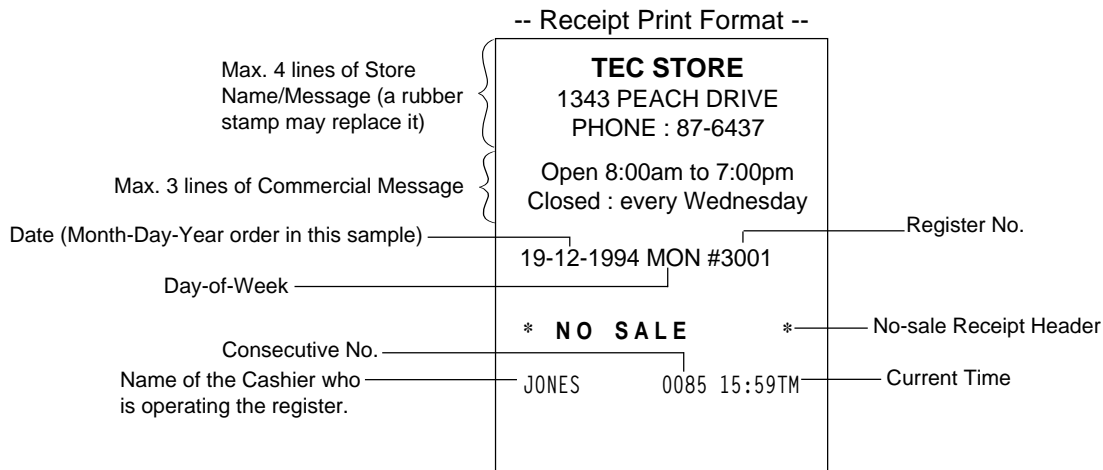 -- Receipt Print Format --
Max. 4 lines of Store
Name/Message (a rubber
stamp may replace it)
TEC STORE
1343 PEACH DRIVE
PHONE : 87-6437
Max. 3 lines of Commercial Message
Open 8:00am to 7:00pm
Closed : every Wednesday
Date (Month-Day-Year order in this sample)
Register No.
19-12-1994 MON #3001
Day-of-Week
* NO SALE *
No-sale Receipt Header
Consecutive No.
Name of the Cashier who
is operating the register.
JONES 0085 15:59TM
Current Time